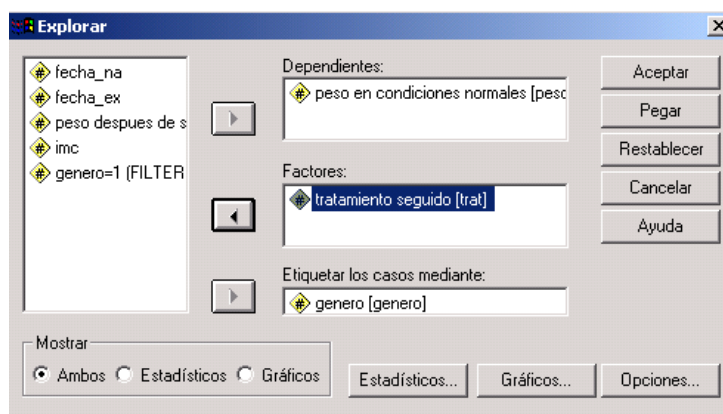 Explorar
fecha_na
fecha_ex
peso despues de s
imc
genero=1 (FILTER
Dependientes:
peso en condiciones normales [peso
Factores:
tratamiento seguido [trat]
Etiquetar los casos mediante:
genero [genero]
Aceptar
Pegar
Restablecer
Cancelar
Ayuda
Mostrar
Ambos Estadísticos Gráficos
Estadísticos... Gráficos... Opciones...